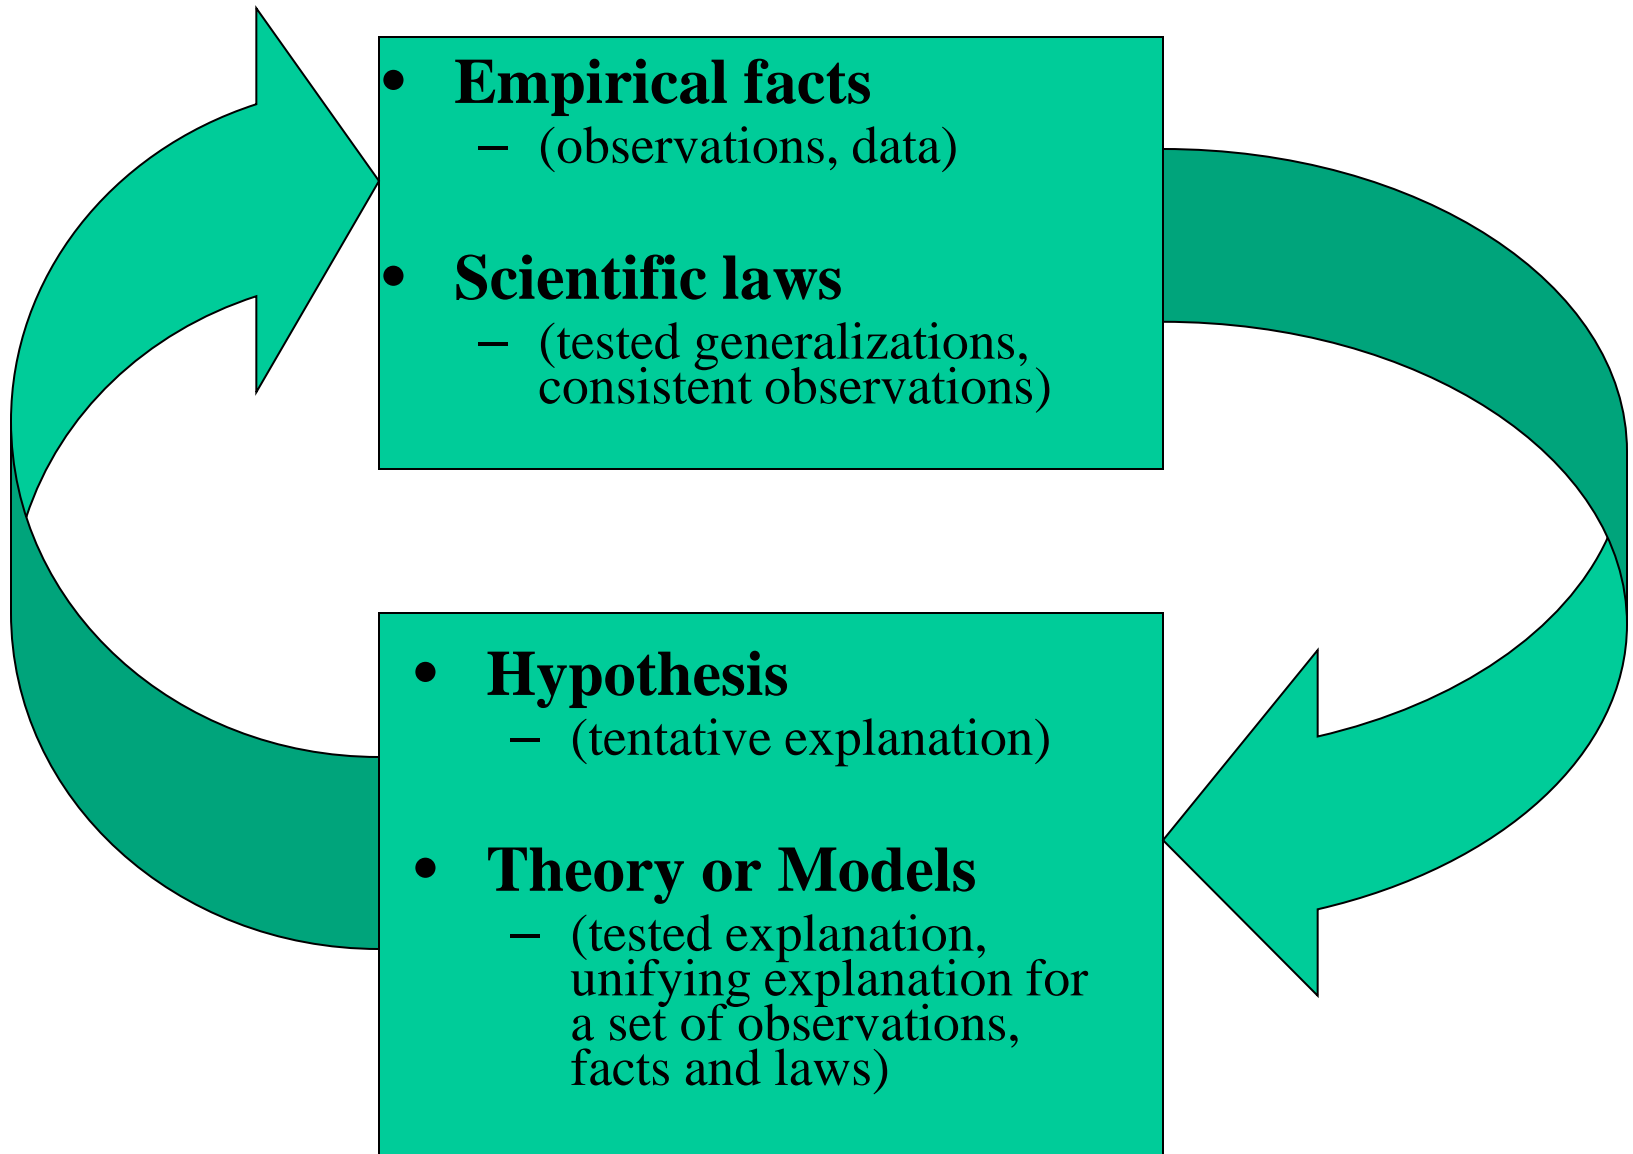 • Empirical facts
– (observations, data)
• Scientific laws
– (tested generalizations,
consistent observations)
• Hypothesis
– (tentative explanation)
• Theory or Models
– (tested explanation,
unifying explanation for
a set of observations,
facts and laws)